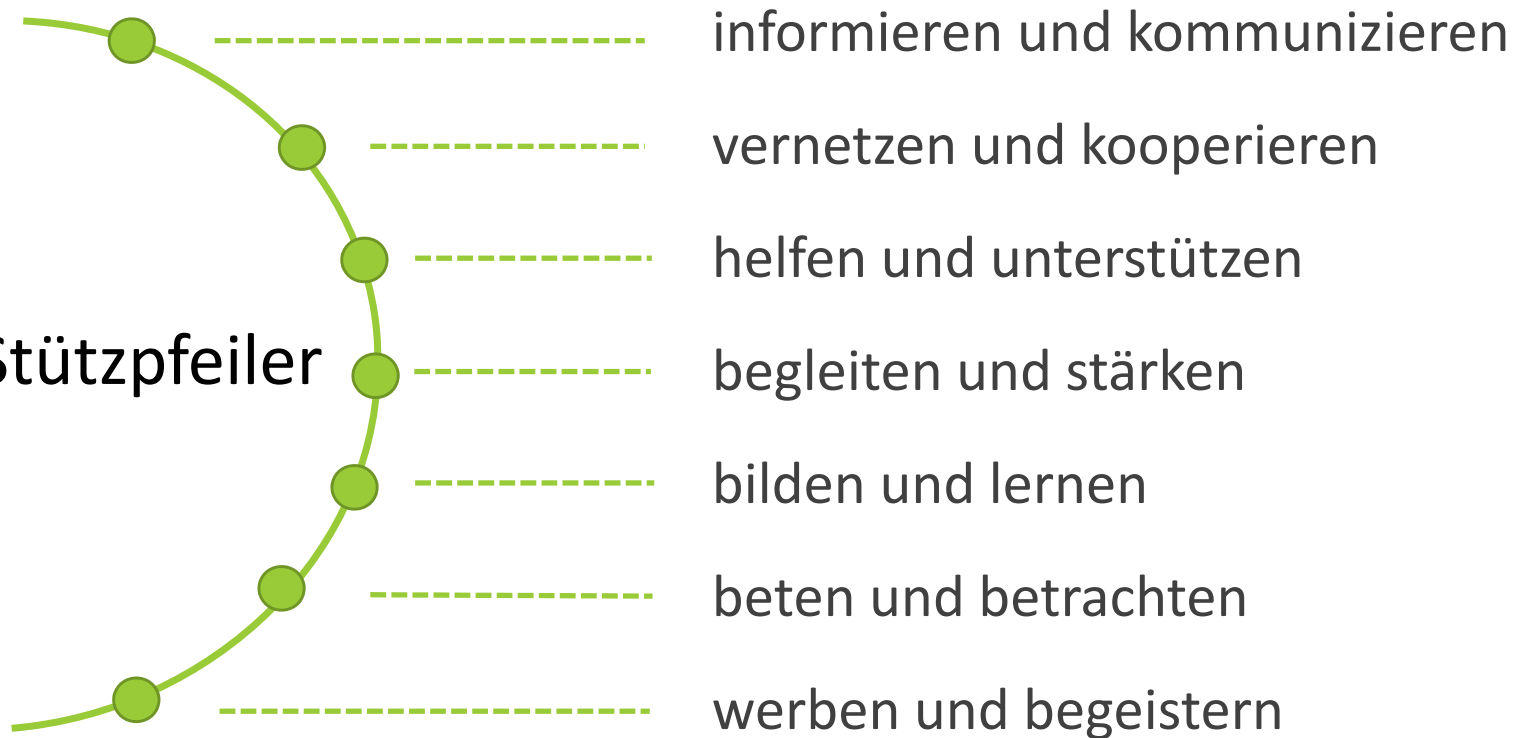 informieren und kommunizieren
vernetzen und kooperieren
helfen und unterstützen
Stützpfeiler
begleiten und stärken
bilden und lernen
beten und betrachten
werben und begeistern